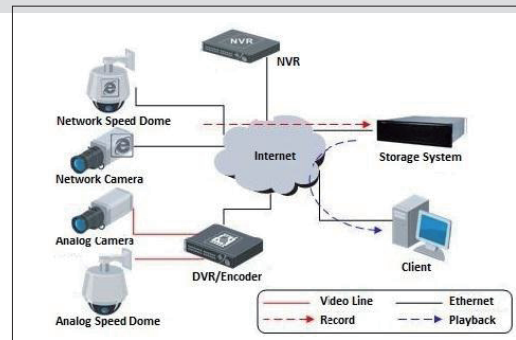 NVR
NVR
Network Speed Dome
Internet
Storage System
Network Camera
Analog Camera
DVR/Encoder
Client
Analog Speed Dome
Video Line
Ethernet
Record
Playback